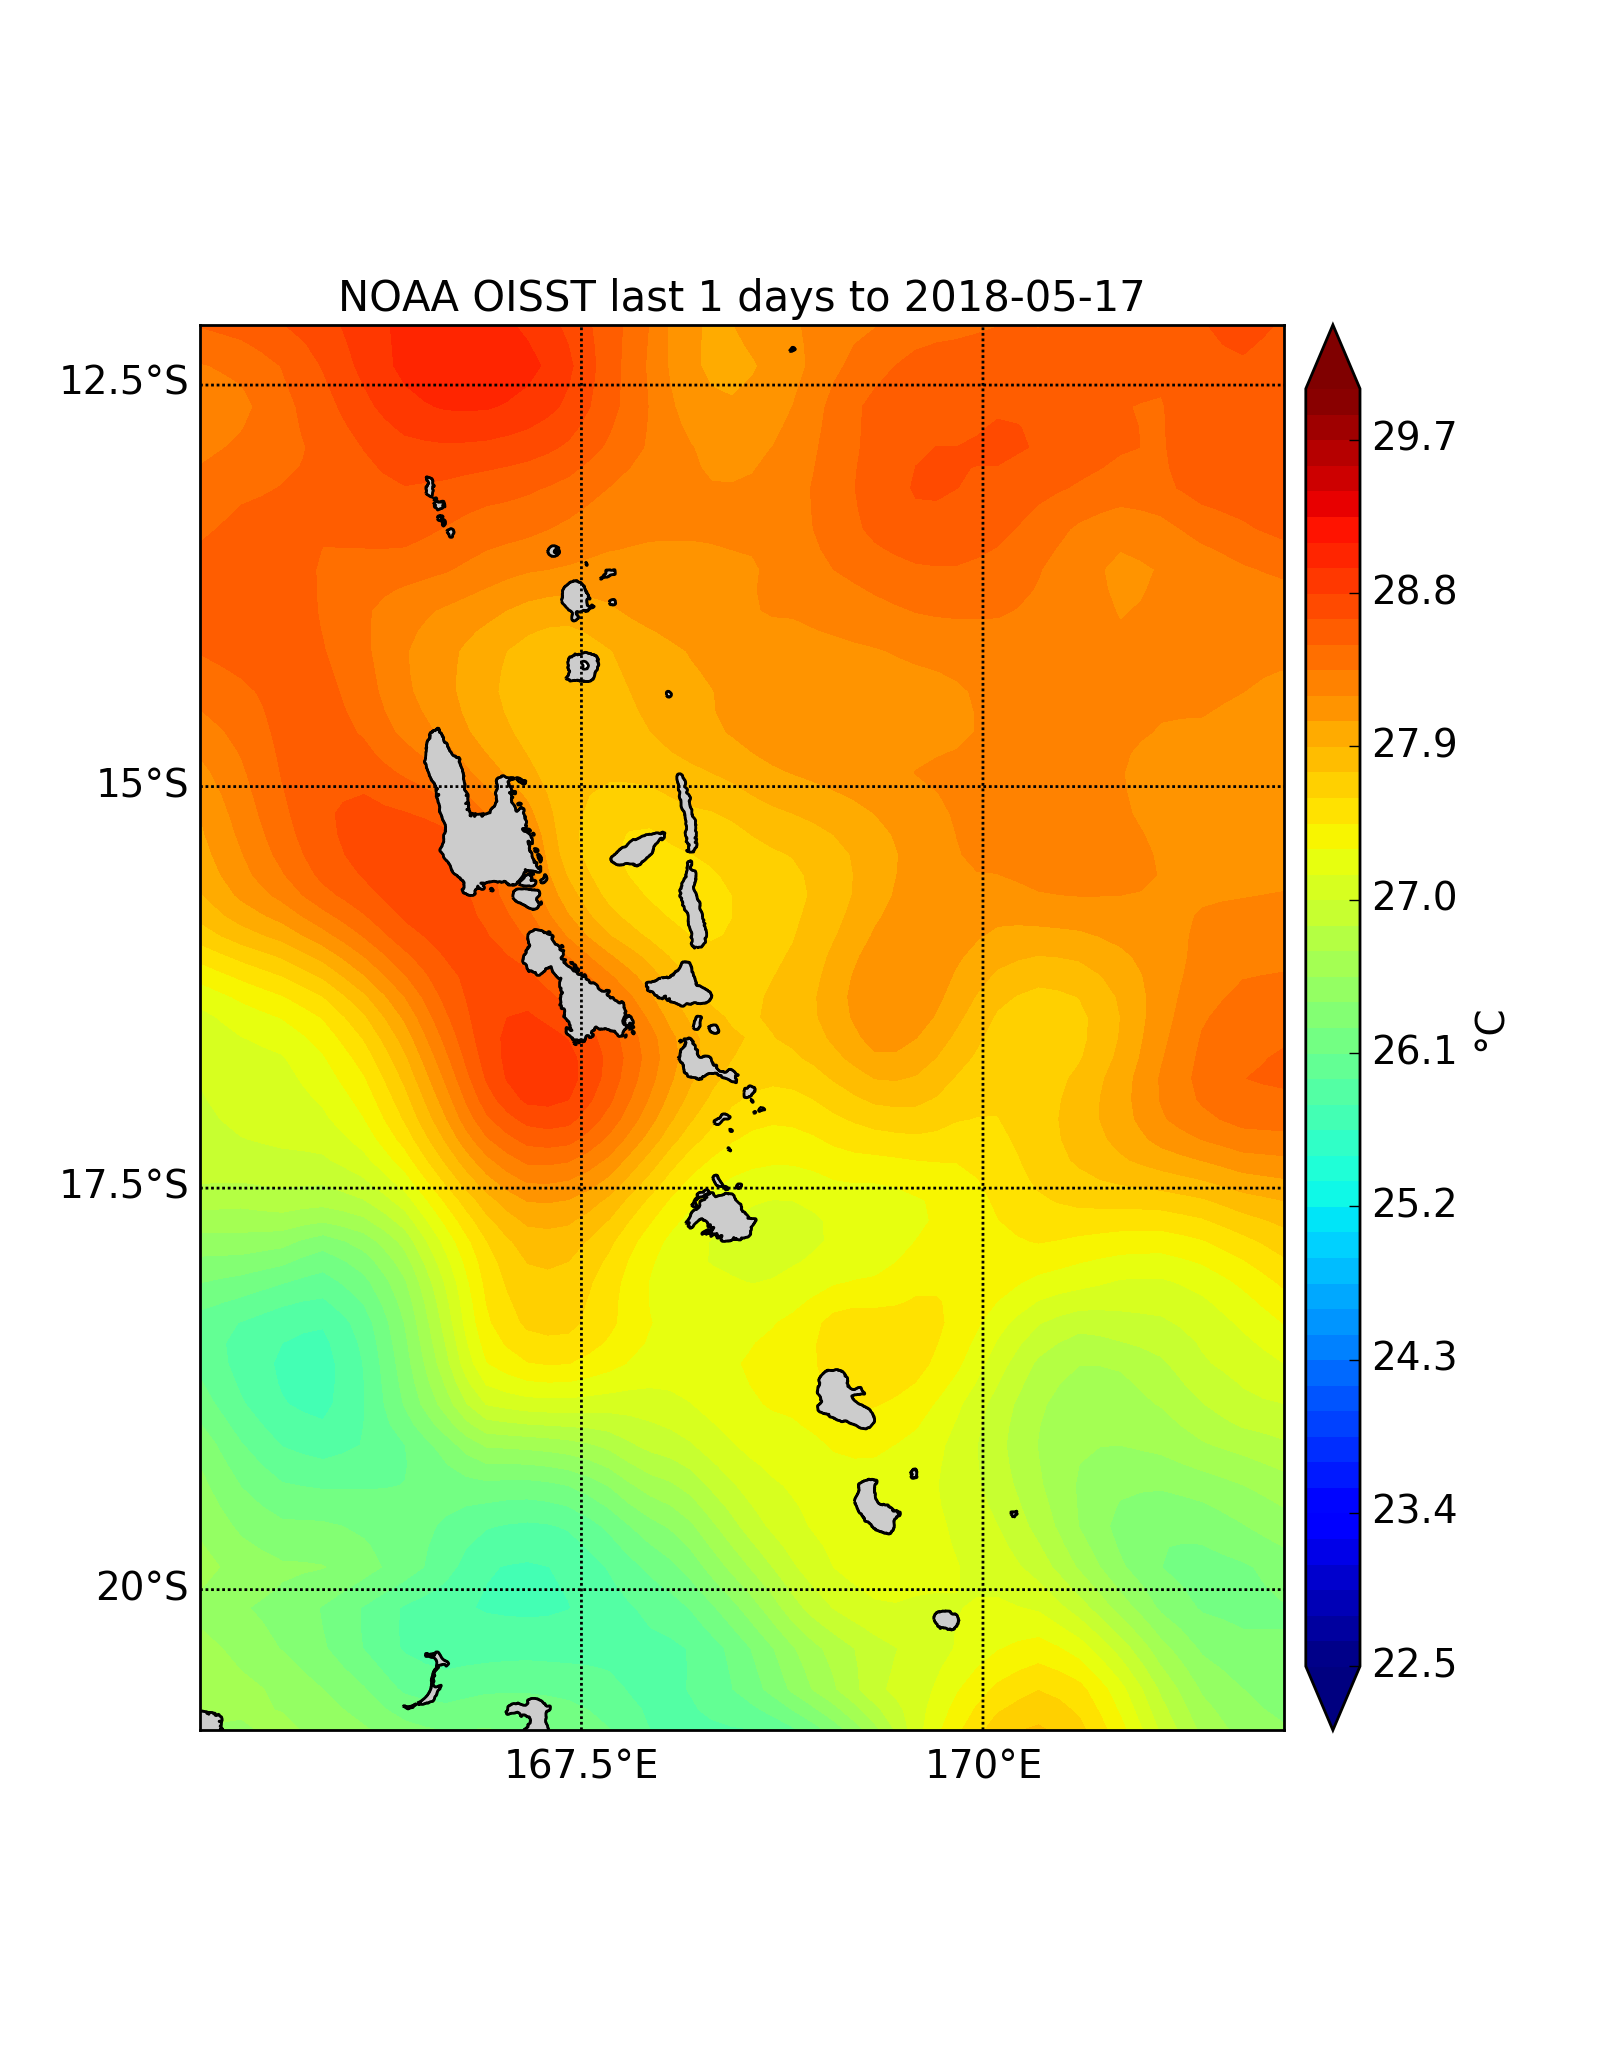 NOAA OISST last 1 days to 2018-05-17
12.5°S
15°S
17.5°S
20°S
167.5°E
170°E
29.7
28.8
27.9
27.0
26.1
25.2
24.3
23.4
22.5
°C